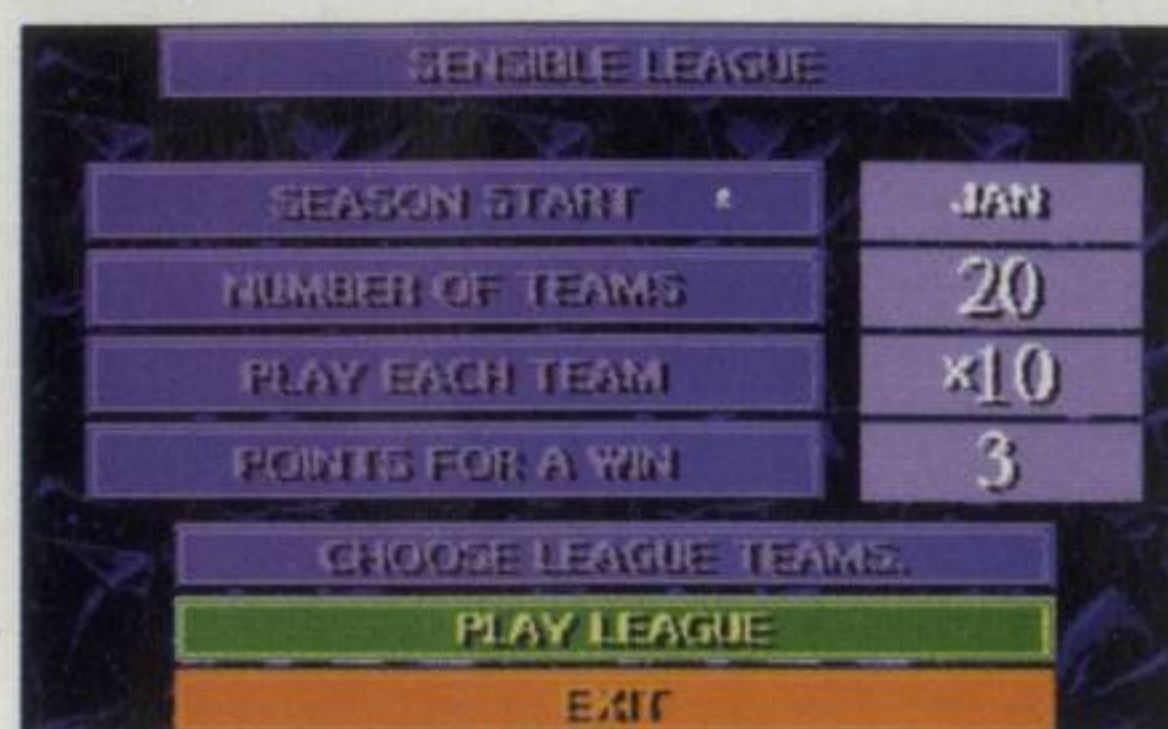 SENSIBLE LEAGUE
SEASON START JAN
NUMBER OF TEAMS 20
PLAY EACH TEAM ×10
POINTS FOR A WIN 3
CHOOSE LEAGUE TEAMS.
PLAY LEAGUE
EXIT